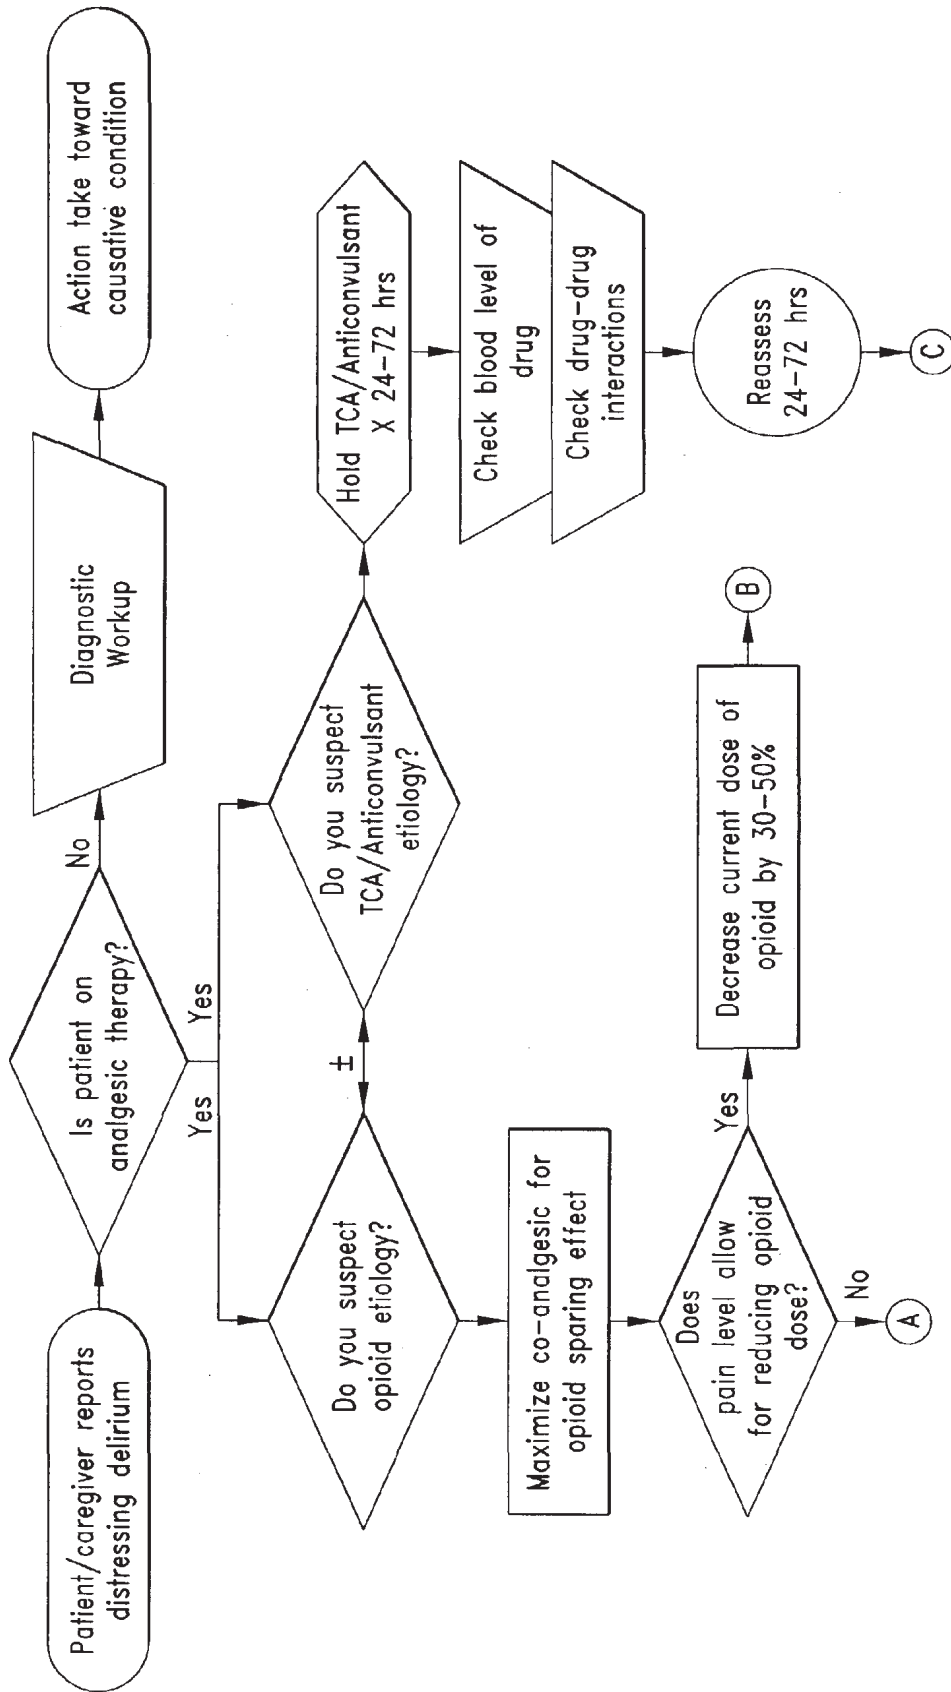 Patient/caregiver reports
distressing delirium
Is patient on
analgesic therapy?
No
Diagnostic
Workup
Action take toward
causative condition
Yes
Yes
Do you suspect
opioid etiology?
±
Do you suspect
TCA/Anticonvulsant
etiology?
Hold TCA/Anticonvulsant
X 24-72 hrs
Maximize co-analgesic for
opioid sparing effect
Check blood level of
drug
Check drug-drug
interactions
Does
pain level allow
for reducing opioid
dose?
Yes
Decrease current dose of
opioid by 30-50%
B
Reassess
24-72 hrs
No
A
C